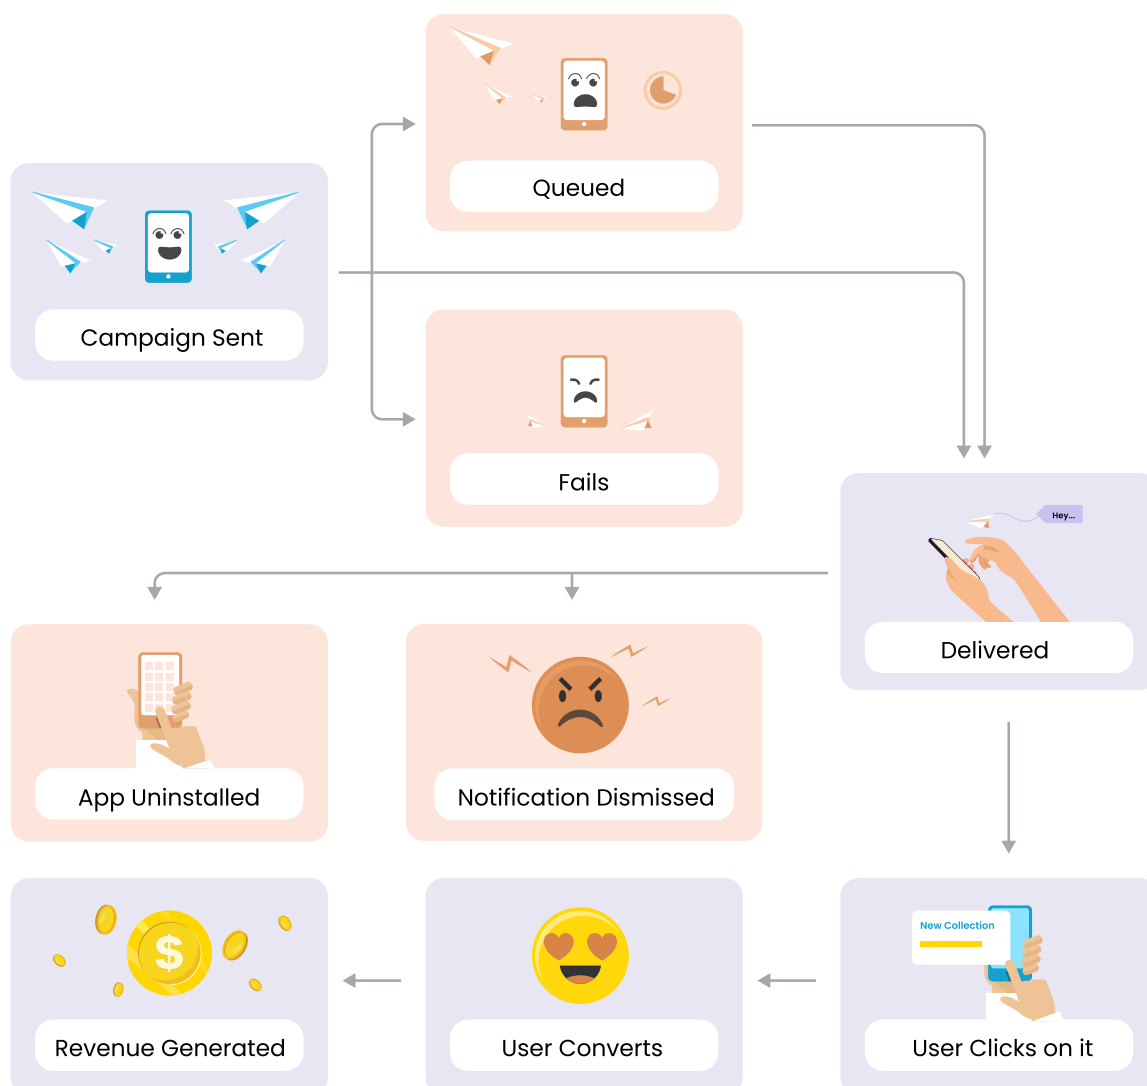 Queued
Campaign Sent
Fails
Hey...
Delivered
App Uninstalled
Notification Dismissed
New Collection
Revenue Generated
User Converts
User Clicks on it